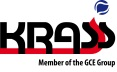 KRASS
Member of the GCE Group